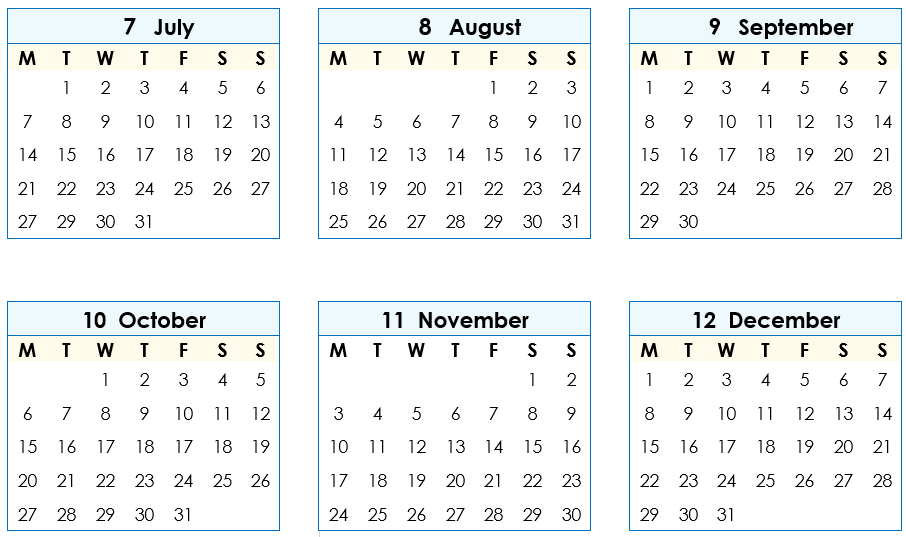 7 July
M T W T F S S
1 2 3 4 5 6
7 8 9 10 11 12 13
14 15 16 17 18 19 20
21 22 23 24 25 26 27
27 29 30 31
8 August
M T W T F S S
1 2 3
4 5 6 7 8 9 10
11 12 13 14 15 16 17
18 19 20 21 22 23 24
25 26 27 28 29 30 31
9 September
M T W T F S S
1 2 3 4 5 6 7
8 9 10 11 12 13 14
15 16 17 18 19 20 21
22 23 24 25 26 27 28
29 30
10 October
M T W T F S S
1 2 3 4 5
6 7 8 9 10 11 12
15 16 17 18 17 18 19
20 21 22 23 24 25 26
27 28 29 30 31
11 November
M T W T F S S
1 2
3 4 5 6 7 8 9
10 11 12 13 14 15 16
17 18 19 20 21 22 23
24 25 26 27 28 29 30
12 December
M T W T F S S
1 2 3 4 5 6 7
8 9 10 11 12 13 14
15 16 17 18 19 20 21
22 23 24 25 26 27 28
29 30 31